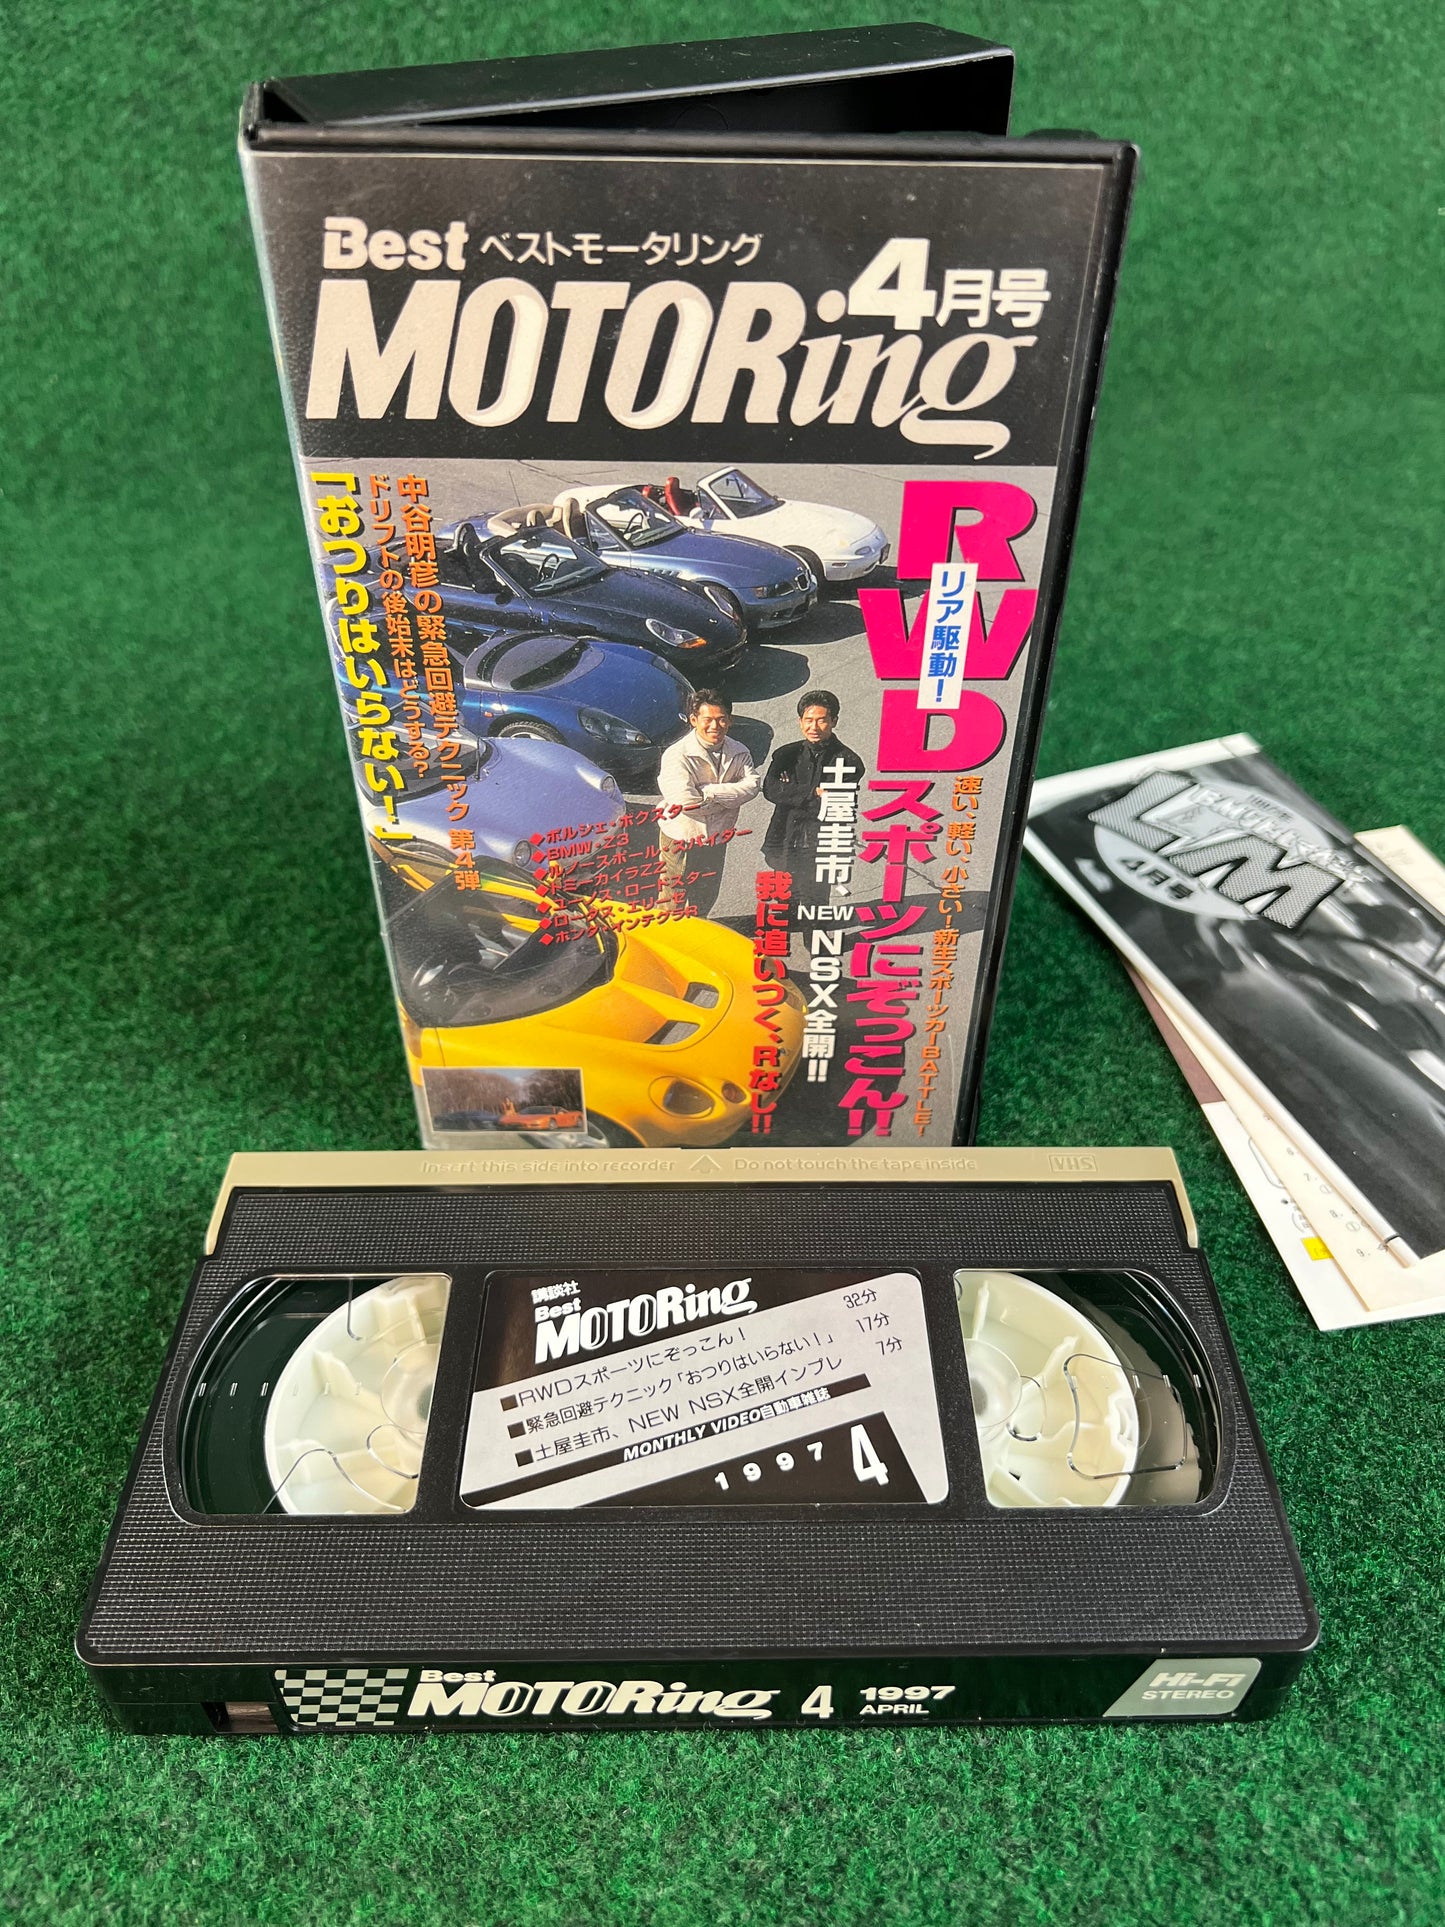 Best ベストモータリング
4月号
MOTORing
RWD
リア駆動!
スポーツにぞっこん!!
速い、軽い、小さい!新生スポーツカーBATTLE!
土屋圭市、NEW NSX全開!!
我に追いつく、Rなし!!
中谷明彦の緊急回避テクニック 第4弾
ドリフトの後始末はどうする?
「おつりはいらない!」
◆ポルシェ・ボクスター
◆BMW・Z3
◆ルノースポール・スパイダー
◆トミーカイラZZ
◆ユーノス・ロードスター
◆ロータス・エリーゼ
◆ホンダ・インテグラR
4月号
Insert this side into recorder
Do not touch the tape inside
VHS
講談社
Best
MOTORing
■RWDスポーツにぞっこん! 32分
■緊急回避テクニック「おつりはいらない!」 17分
■土屋圭市、NEW NSX全開インプレ 7分
MONTHLY VIDEO自動車雑誌
1997 4
Best
MOTORing 4 1997
APRIL
Hi-Fi
STEREO